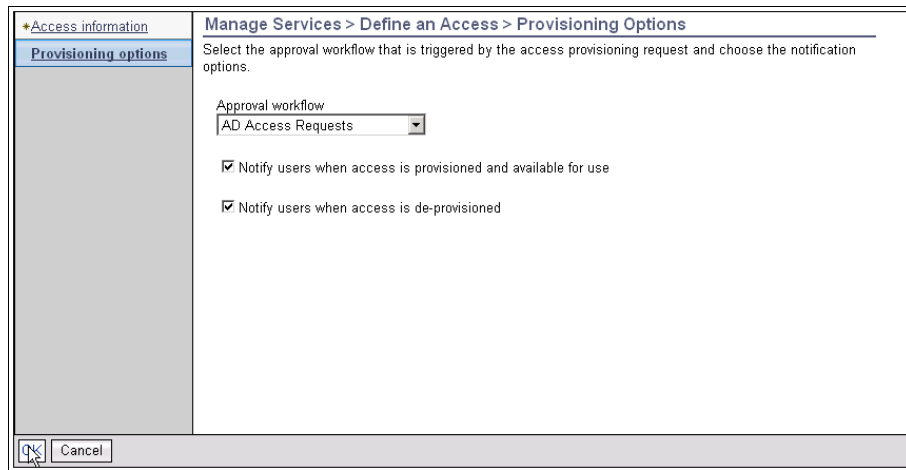 *Access information
Provisioning options
Manage Services > Define an Access > Provisioning Options
Select the approval workflow that is triggered by the access provisioning request and choose the notification
options.
Approval workflow
AD Access Requests
Notify users when access is provisioned and available for use
Notify users when access is de-provisioned
OK Cancel